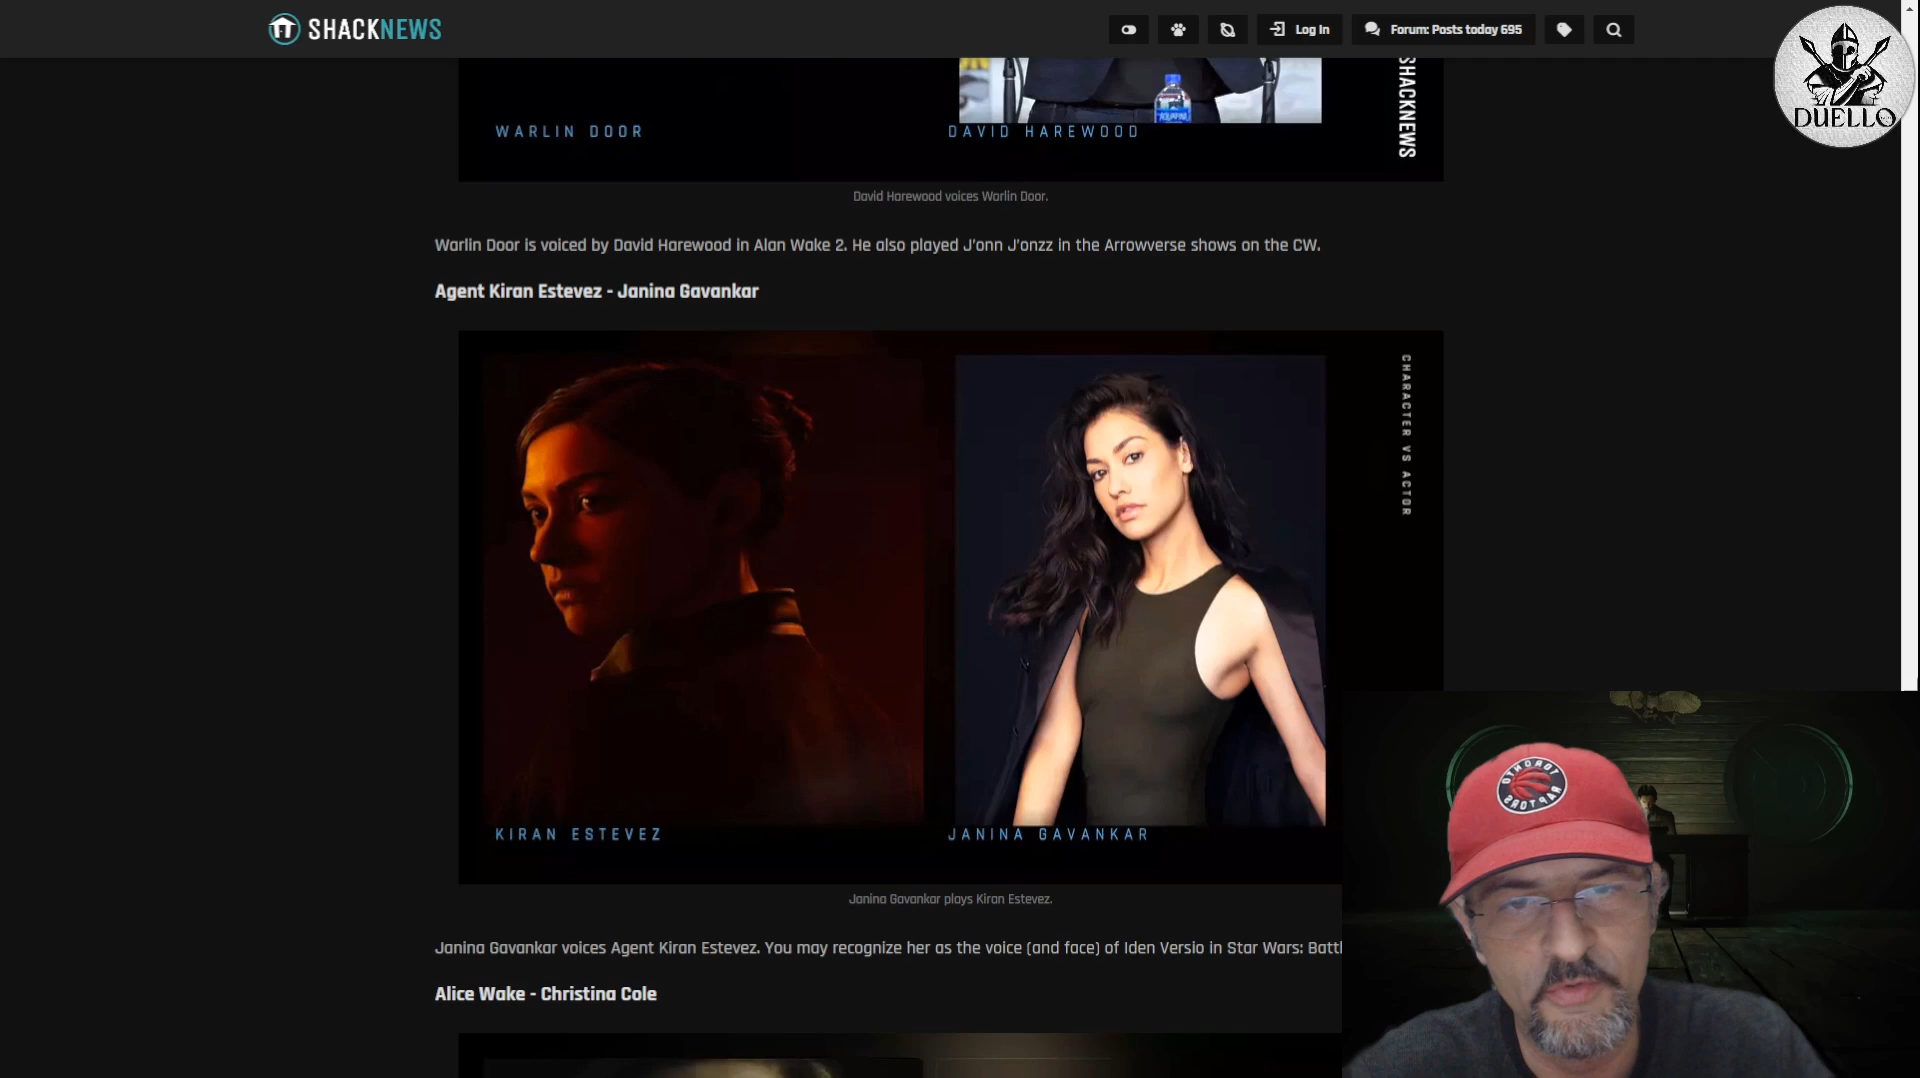 SHACKNEWS
Log In
Forum: Posts today 695
DUELLO
AQUAFINA
SHACKNEWS
WARLIN DOOR
DAVID HAREWOOD
David Harewood voices Warlin Door.
Warlin Door is voiced by David Harewood in Alan Wake 2. He also played J'onn J'onzz in the Arrowverse shows on the CW.
Agent Kiran Estevez - Janina Gavankar
CHARACTER VS ACTOR
KIRAN ESTEVEZ
JANINA GAVANKAR
TORONTO
RAPTORS
Janina Gavankar plays Kiran Estevez.
Janina Gavankar voices Agent Kiran Estevez. You may recognize her as the voice (and face) of Iden Versio in Star Wars: Battl
Alice Wake - Christina Cole